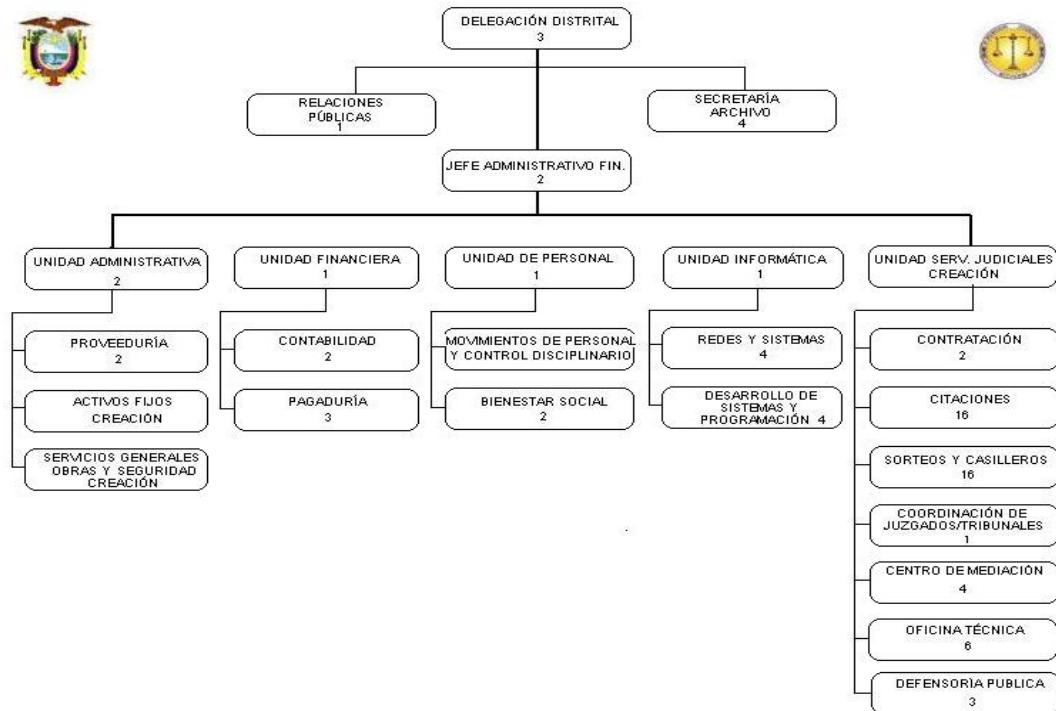 DELEGACIÓN DISTRITAL
3
RELACIONES
PÚBLICAS
1
SECRETARÍA
ARCHIVO
4
JEFE ADMINISTRATIVO FIN.
2
UNIDAD ADMINISTRATIVA
2
UNIDAD FINANCIERA
1
UNIDAD DE PERSONAL
1
UNIDAD INFORMÁTICA
1
UNIDAD SERV. JUDICIALES
CREACIÓN
PROVEEDURÍA
2
ACTIVOS FIJOS
CREACIÓN
SERVICIOS GENERALES
OBRAS Y SEGURIDAD
CREACIÓN
CONTABILIDAD
2
PAGADURÍA
3
MOVIMIENTOS DE PERSONAL
Y CONTROL DISCIPLINARIO
BIENESTAR SOCIAL
2
REDES Y SISTEMAS
4
DESARROLLO DE
SISTEMAS Y
PROGRAMACIÓN 4
CONTRATACIÓN
2
CITACIONES
16
SORTEOS Y CASILLEROS
16
COORDINACIÓN DE
JUZGADOS/TRIBUNALES
1
CENTRO DE MEDIACIÓN
4
OFICINA TÉCNICA
6
DEFENSORÍA PUBLICA
3